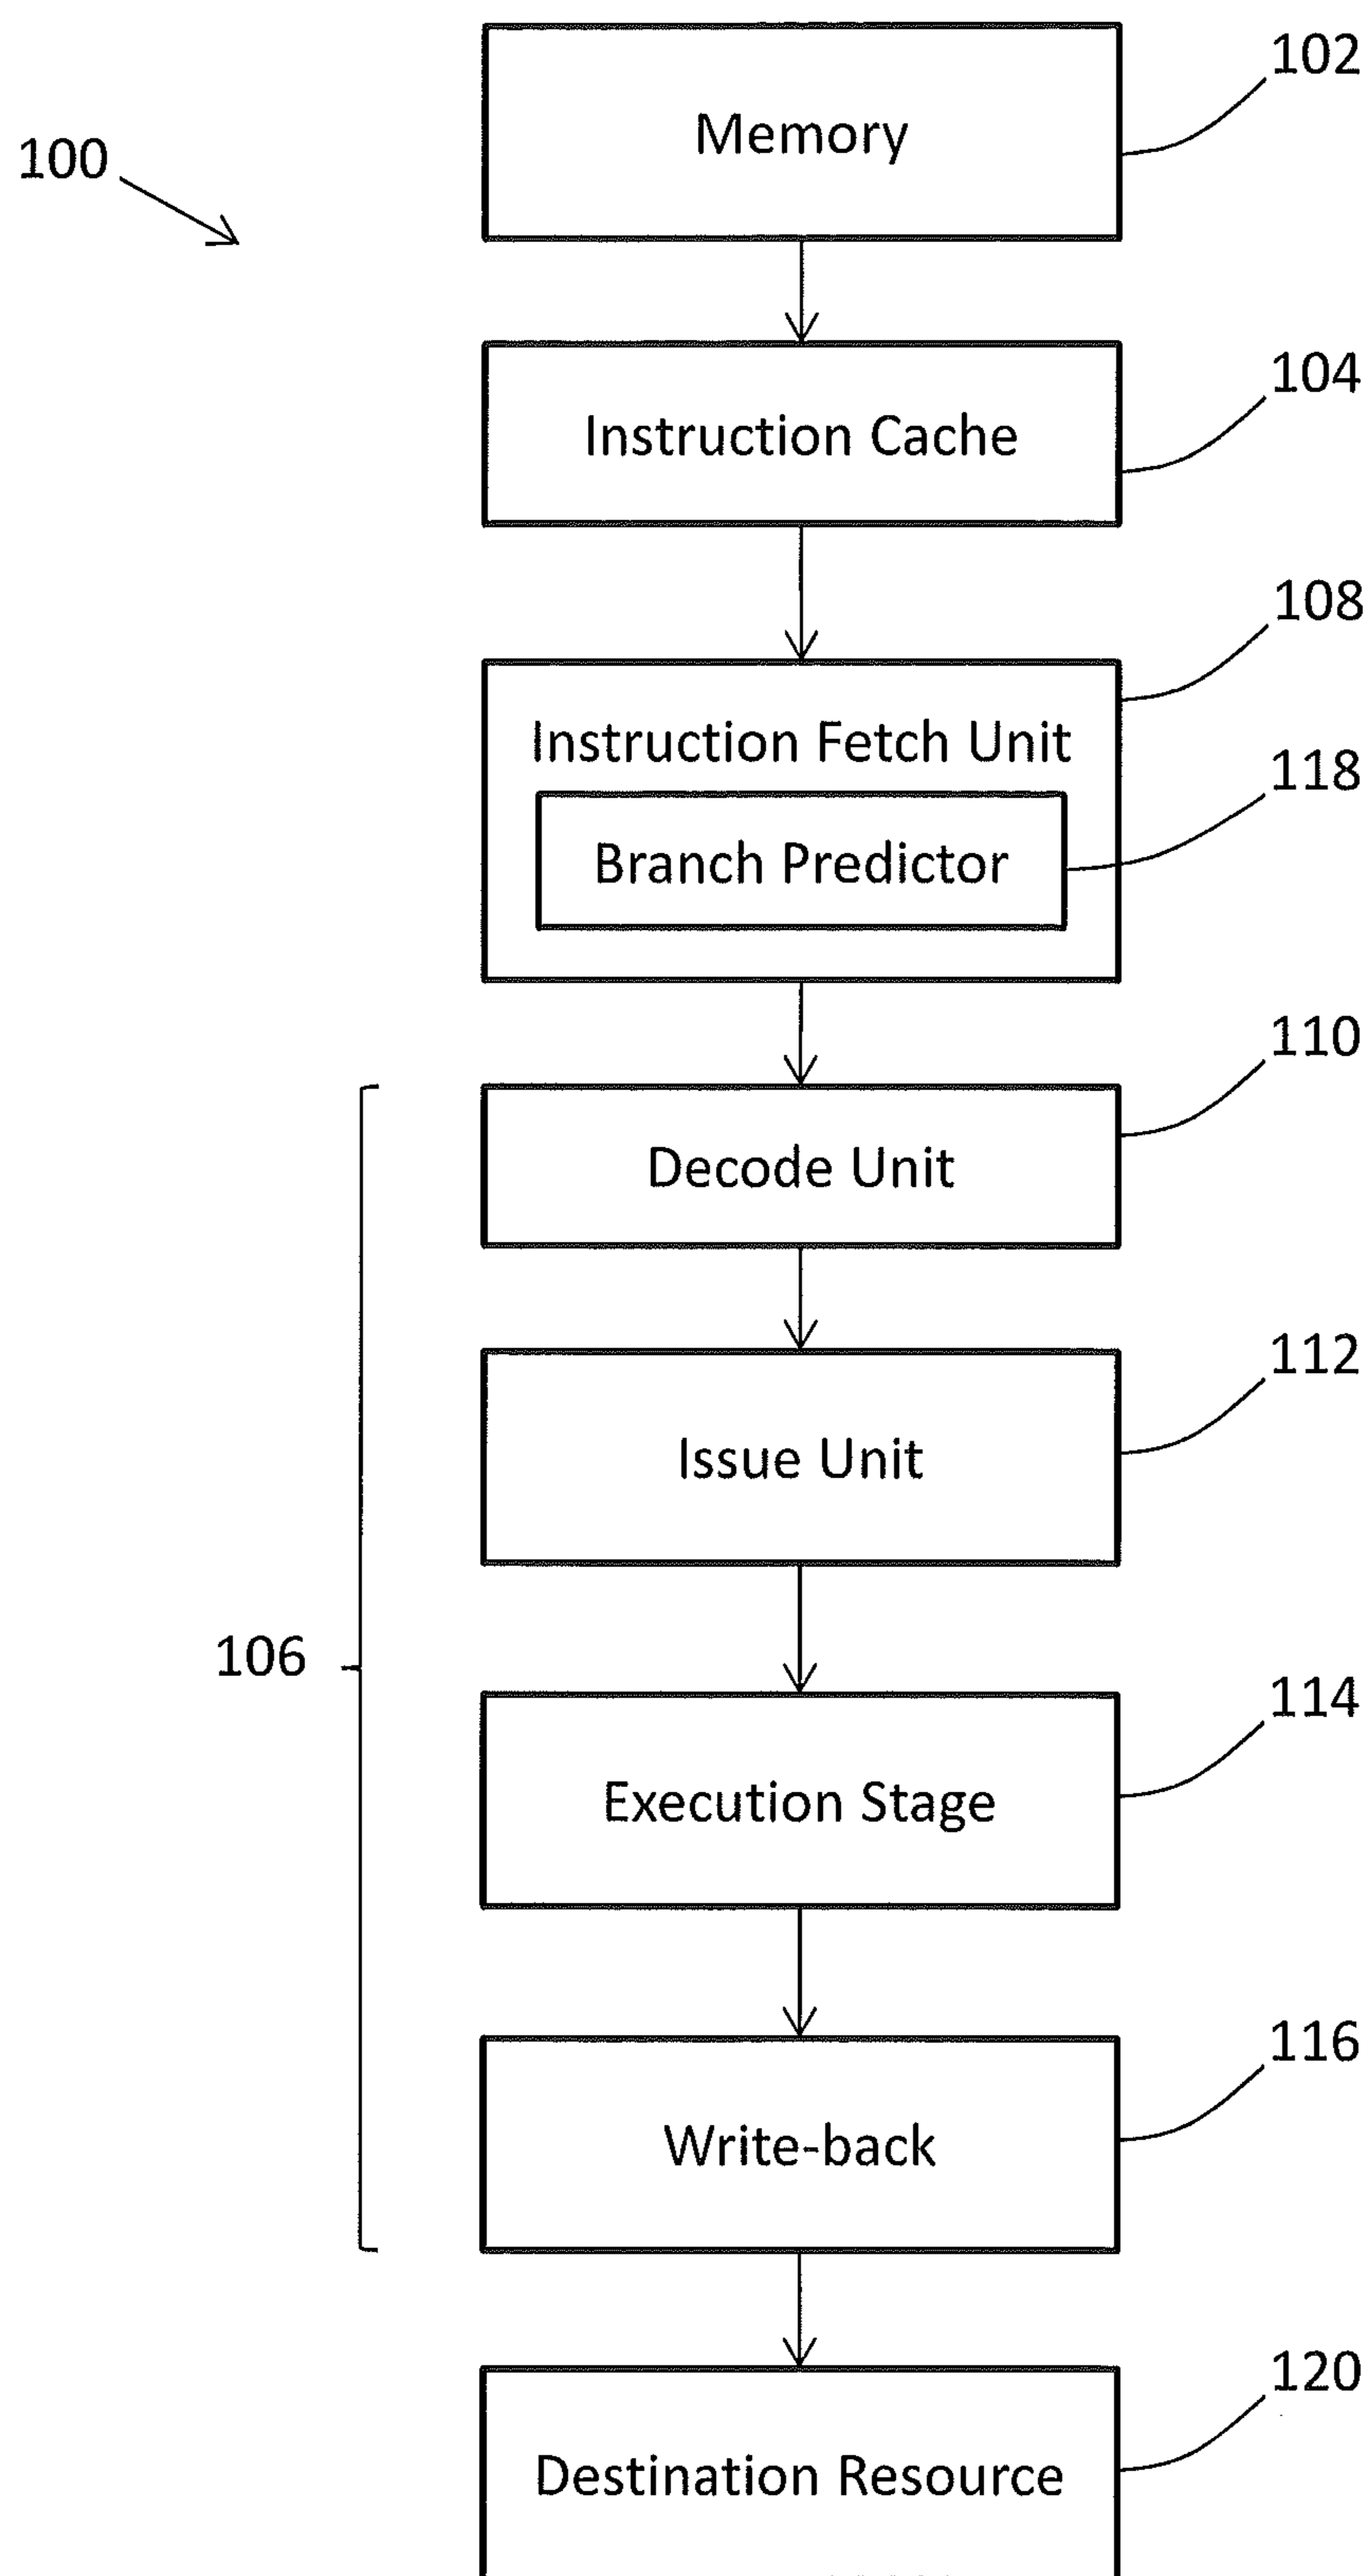 102
Memory
100
104
Instruction Cache
108
Instruction Fetch Unit
118
Branch Predictor
110
Decode Unit
112
Issue Unit
106
114
Execution Stage
116
Write-back
120
Destination Resource